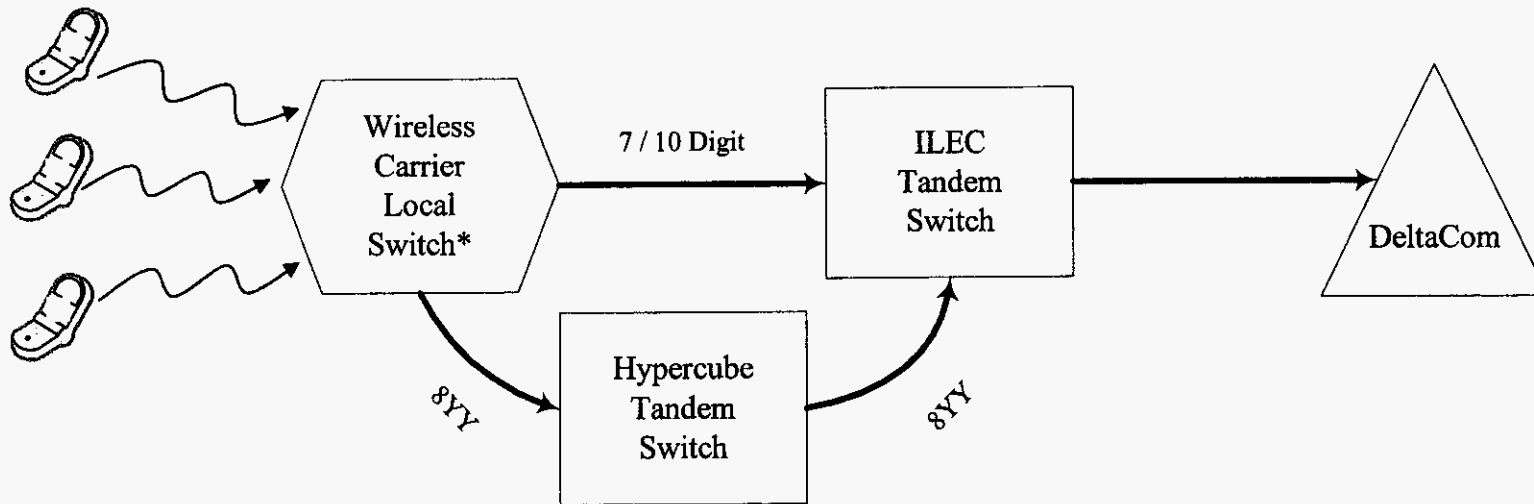 Wireless
Carrier
Local
Switch*
7 / 10 Digit
ILEC
Tandem
Switch
DeltaCom
8YY
Hypercube
Tandem
Switch
8YY